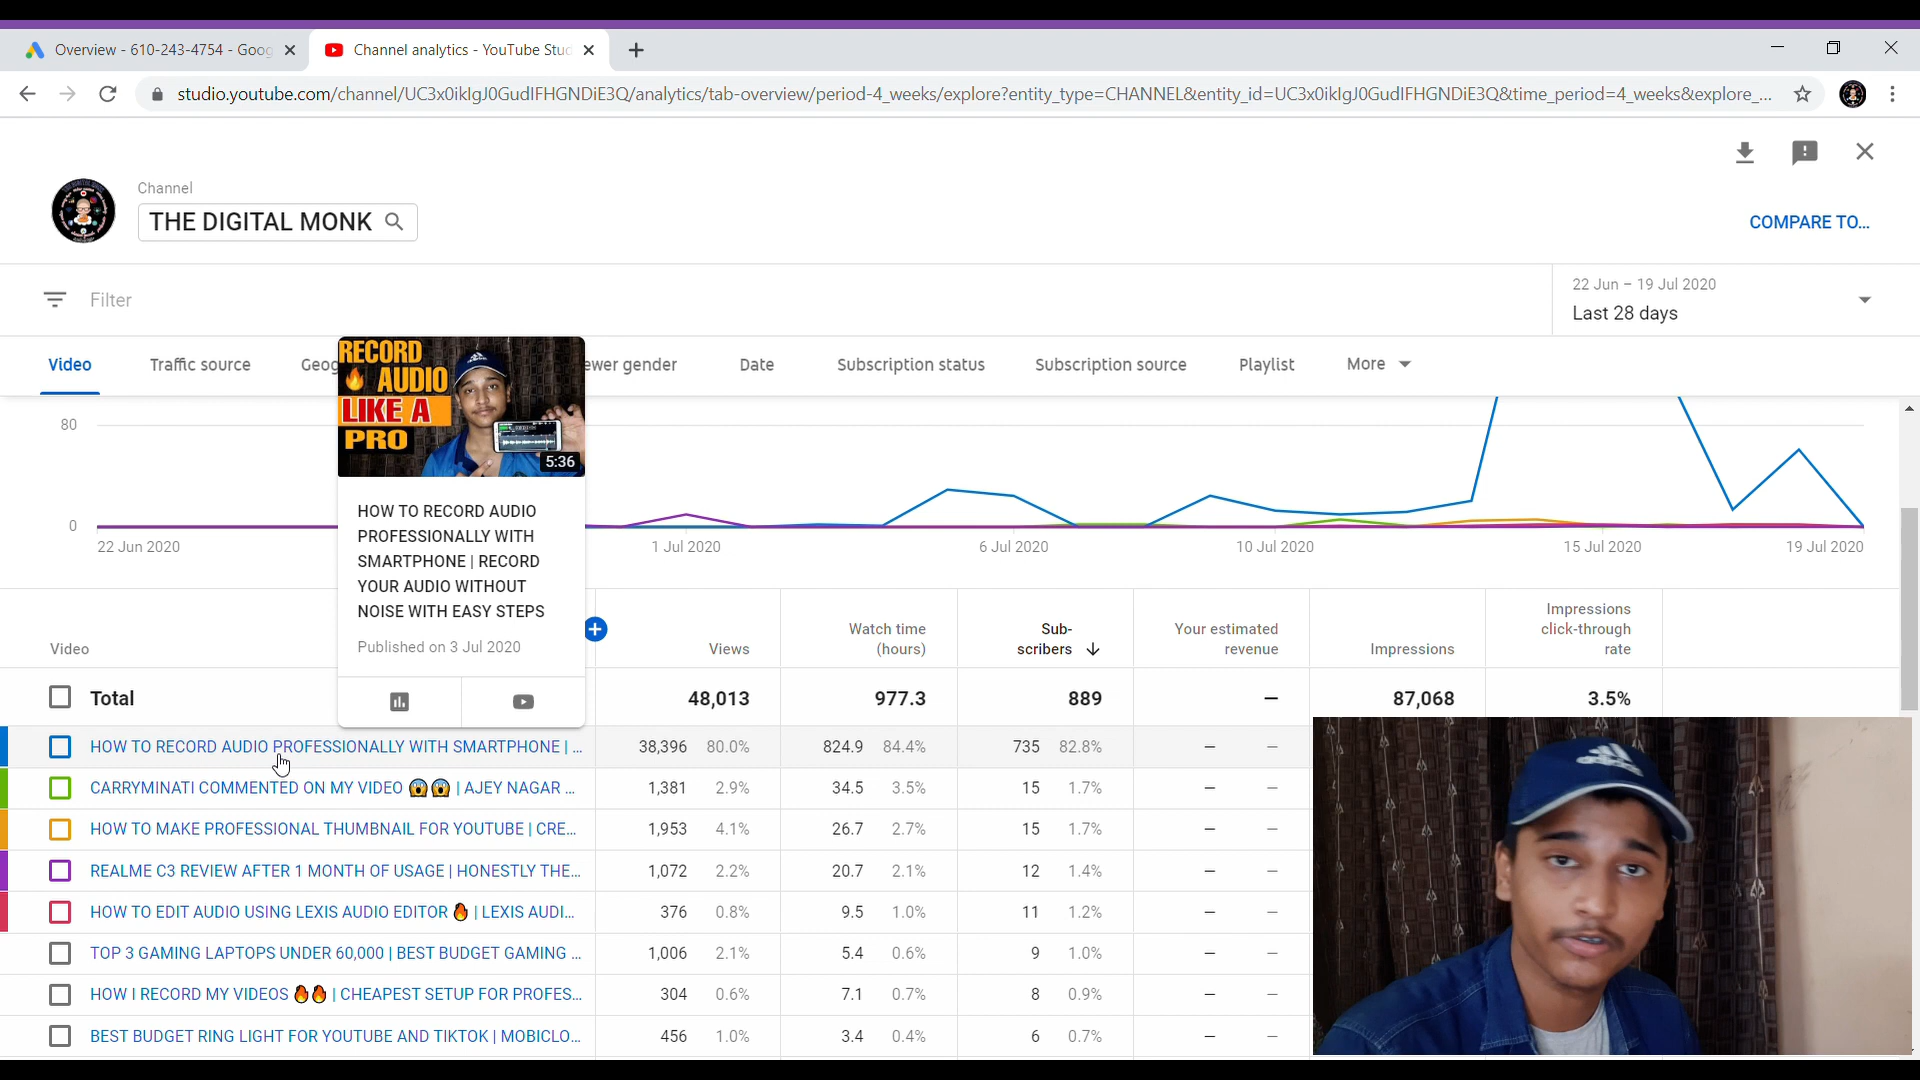 Overview - 610-243-4754 - Goog
Channel analytics - YouTube Stud
studio.youtube.com/channel/UC3x0ikIgJ0GudIFHGNDiE3Q/analytics/tab-overview/period-4_weeks/explore?entity_type=CHANNEL&entity_id=UC3x0ikIgJ0GudIFHGNDiE3Q&time_period=4_weeks&explore_...
Channel
THE DIGITAL MONK
COMPARE TO...
Filter
22 Jun – 19 Jul 2020
Last 28 days
Video Traffic source Geog ewer gender Date Subscription status Subscription source Playlist More
RECORD
AUDIO
LIKE A
PRO
5:36
HOW TO RECORD AUDIO
PROFESSIONALLY WITH
SMARTPHONE | RECORD
YOUR AUDIO WITHOUT
NOISE WITH EASY STEPS
Published on 3 Jul 2020
80
0
22 Jun 2020 1 Jul 2020 6 Jul 2020 10 Jul 2020 15 Jul 2020 19 Jul 2020
Video
Views
Watch time
(hours)
Sub-
scribers
Your estimated
revenue
Impressions
Impressions
click-through
rate
Total 48,013 977.3 889 — 87,068 3.5%
HOW TO RECORD AUDIO PROFESSIONALLY WITH SMARTPHONE | ... 38,396 80.0% 824.9 84.4% 735 82.8% – –
CARRYMINATI COMMENTED ON MY VIDEO 😱😱 | AJEY NAGAR ... 1,381 2.9% 34.5 3.5% 15 1.7% – –
HOW TO MAKE PROFESSIONAL THUMBNAIL FOR YOUTUBE | CRE... 1,953 4.1% 26.7 2.7% 15 1.7% – –
REALME C3 REVIEW AFTER 1 MONTH OF USAGE | HONESTLY THE... 1,072 2.2% 20.7 2.1% 12 1.4% – –
HOW TO EDIT AUDIO USING LEXIS AUDIO EDITOR 🔥 | LEXIS AUDI... 376 0.8% 9.5 1.0% 11 1.2% – –
TOP 3 GAMING LAPTOPS UNDER 60,000 | BEST BUDGET GAMING ... 1,006 2.1% 5.4 0.6% 9 1.0% – –
HOW I RECORD MY VIDEOS 🔥🔥 | CHEAPEST SETUP FOR PROFES... 304 0.6% 7.1 0.7% 8 0.9% – –
BEST BUDGET RING LIGHT FOR YOUTUBE AND TIKTOK | MOBICLO... 456 1.0% 3.4 0.4% 6 0.7% – –